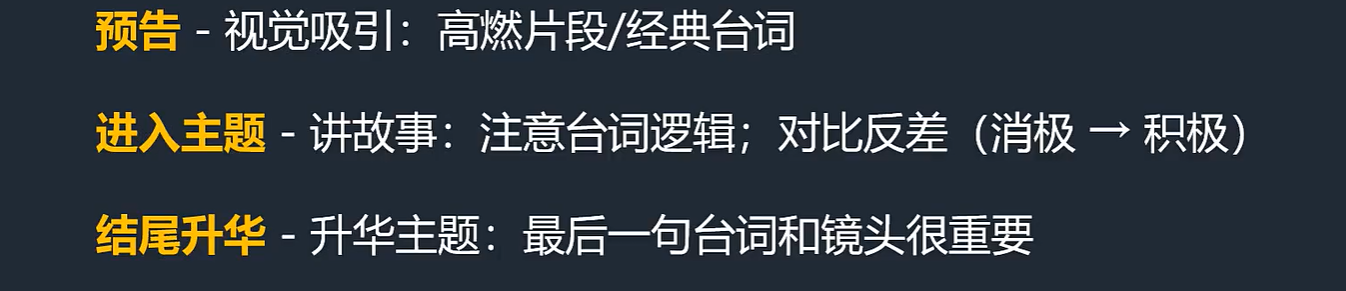 预告 - 视觉吸引：高燃片段/经典台词
进入主题 - 讲故事：注意台词逻辑；对比反差（消极 → 积极）
结尾升华 - 升华主题：最后一句台词和镜头很重要